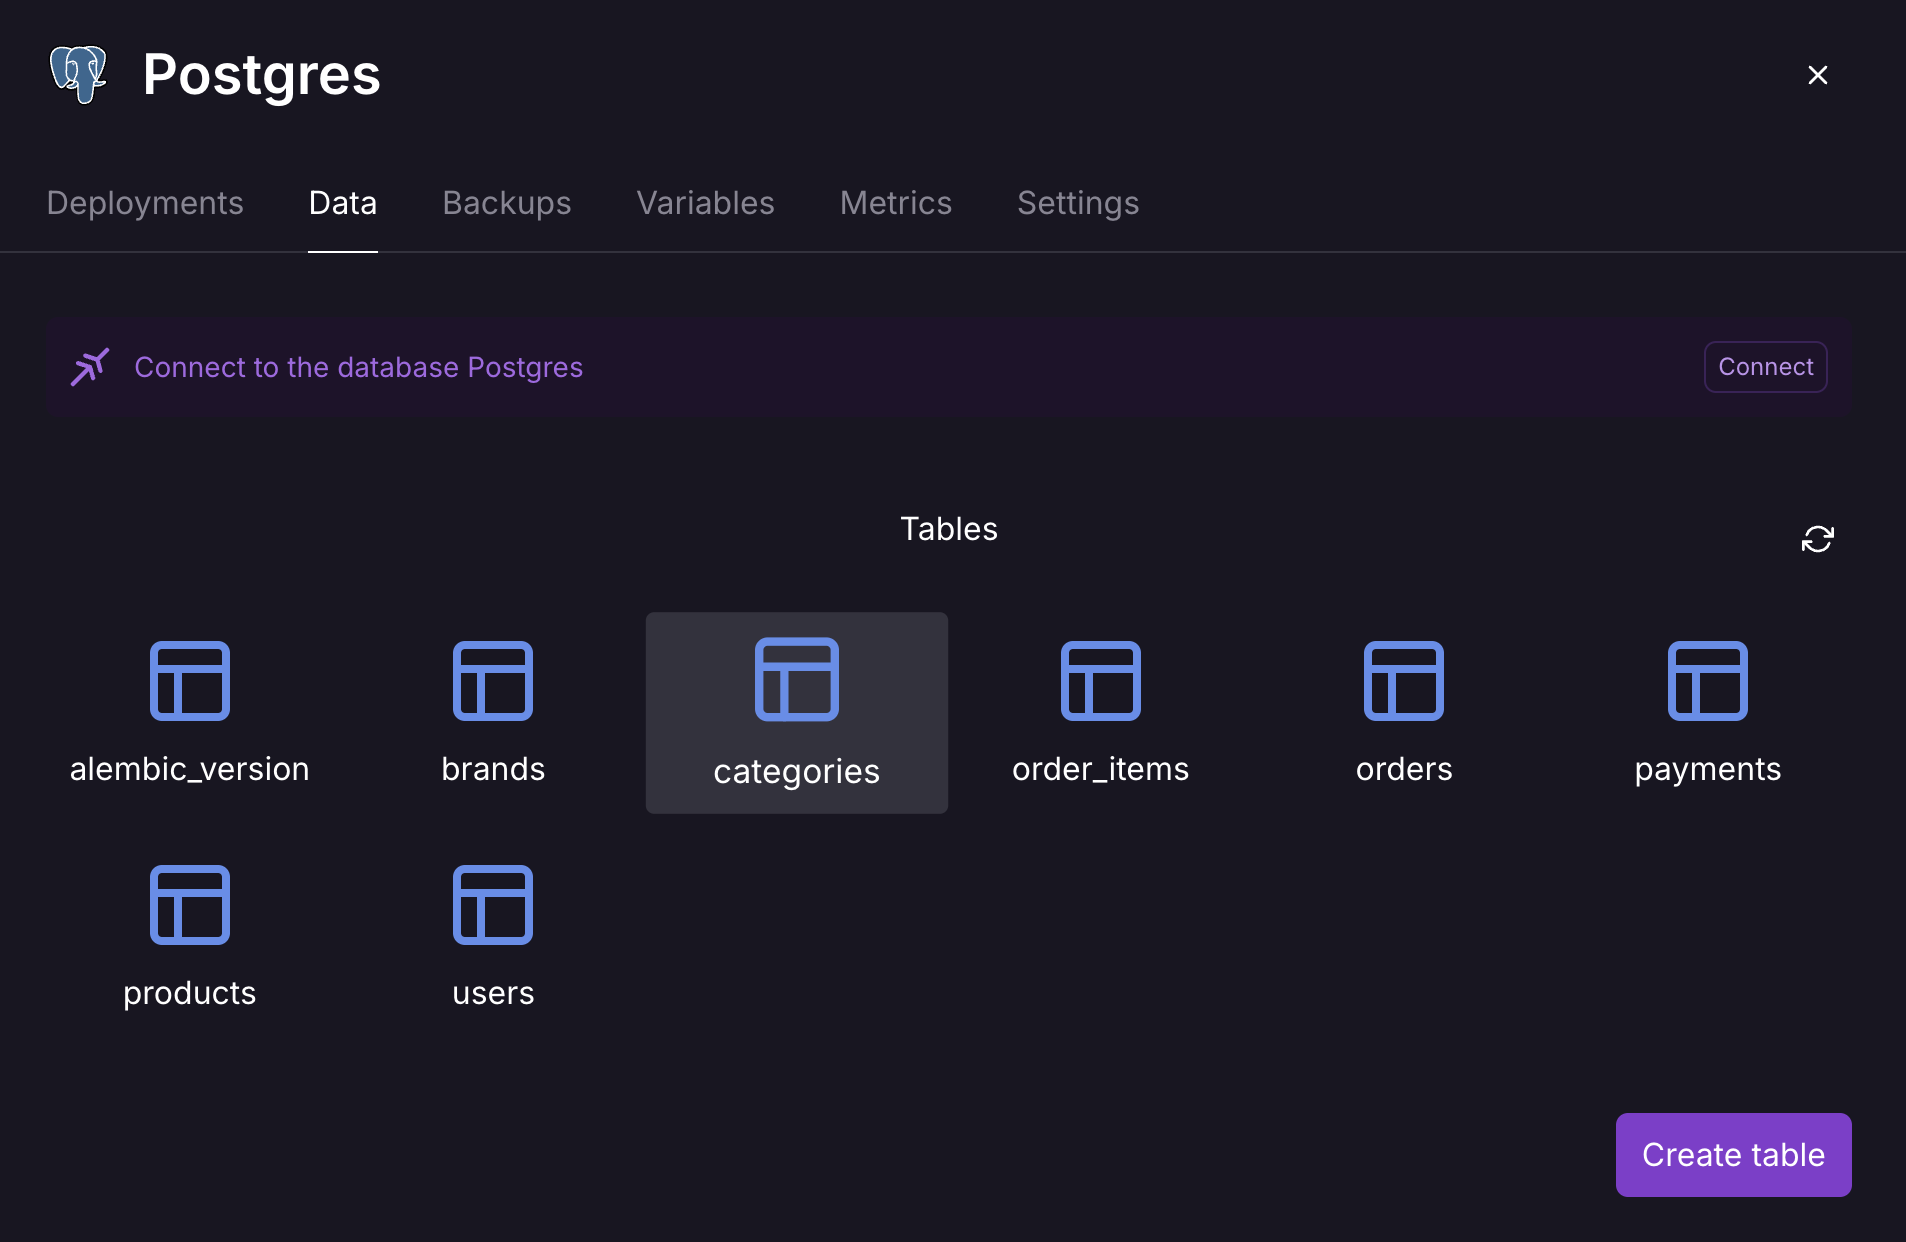 Postgres
Deployments Data Backups Variables Metrics Settings
Connect to the database Postgres Connect
Tables
alembic_version brands categories order_items orders payments
products users
Create table